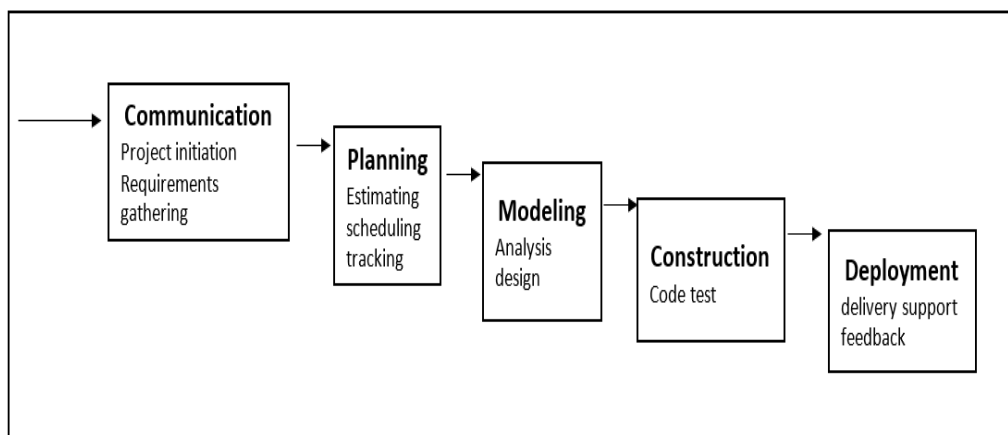 Communication
Project initiation
Requirements
gathering
Planning
Estimating
scheduling
tracking
Modeling
Analysis
design
Construction
Code test
Deployment
delivery support
feedback